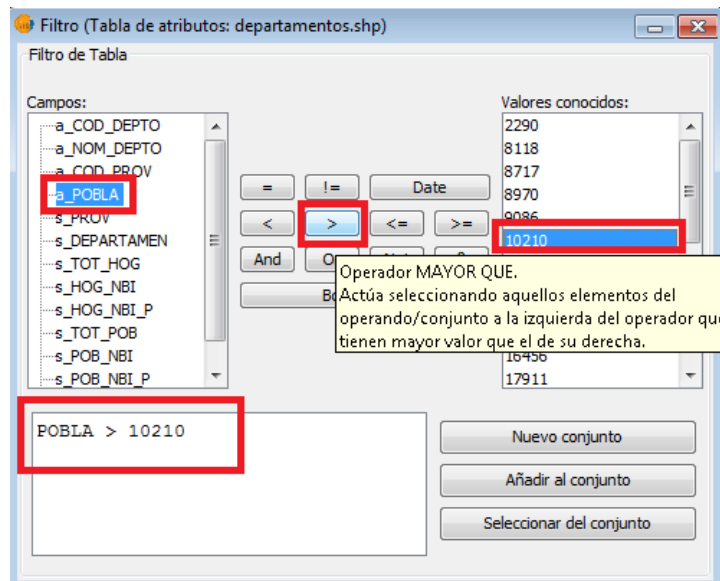 Filtro (Tabla de atributos: departamentos.shp)
Filtro de Tabla
Campos:
a_COD_DEPTO
a_NOM_DEPTO
a_COD_PROV
a_POBLA
s_PROV
s_DEPARTAMEN
s_TOT_HOG
s_HOG_NBI
s_HOG_NBI_P
s_TOT_POB
s_POB_NBI
s_POB_NBI_P
= != Date
< > <= >=
And
Valores conocidos:
2290
8118
8717
8970
9086
10210
16456
17911
Operador MAYOR QUE.
Actúa seleccionando aquellos elementos del
operando/conjunto a la izquierda del operador que
tienen mayor valor que el de su derecha.
POBLA > 10210
Nuevo conjunto
Añadir al conjunto
Seleccionar del conjunto